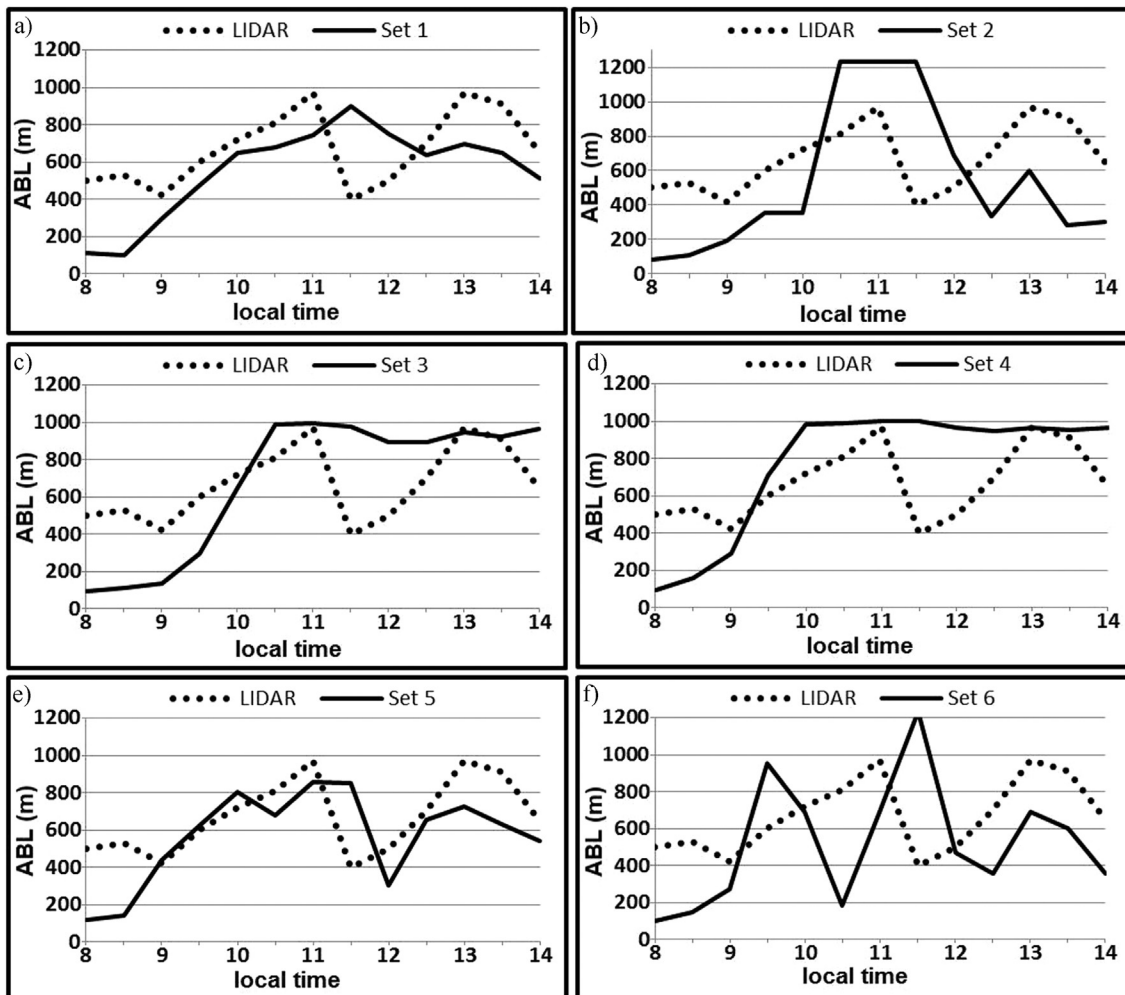 a)
LIDAR Set 1
1200
1000
800
600
400
200
0
ABL (m)
8 9 10 11 12 13 14
local time
b)
LIDAR Set 2
1200
1000
800
600
400
200
0
ABL (m)
8 9 10 11 12 13 14
local time
c)
LIDAR Set 3
1200
1000
800
600
400
200
0
ABL (m)
8 9 10 11 12 13 14
local time
d)
LIDAR Set 4
1200
1000
800
600
400
200
0
ABL (m)
8 9 10 11 12 13 14
local time
e)
LIDAR Set 5
1200
1000
800
600
400
200
0
ABL (m)
8 9 10 11 12 13 14
local time
f)
LIDAR Set 6
1200
1000
800
600
400
200
0
ABL (m)
8 9 10 11 12 13 14
local time